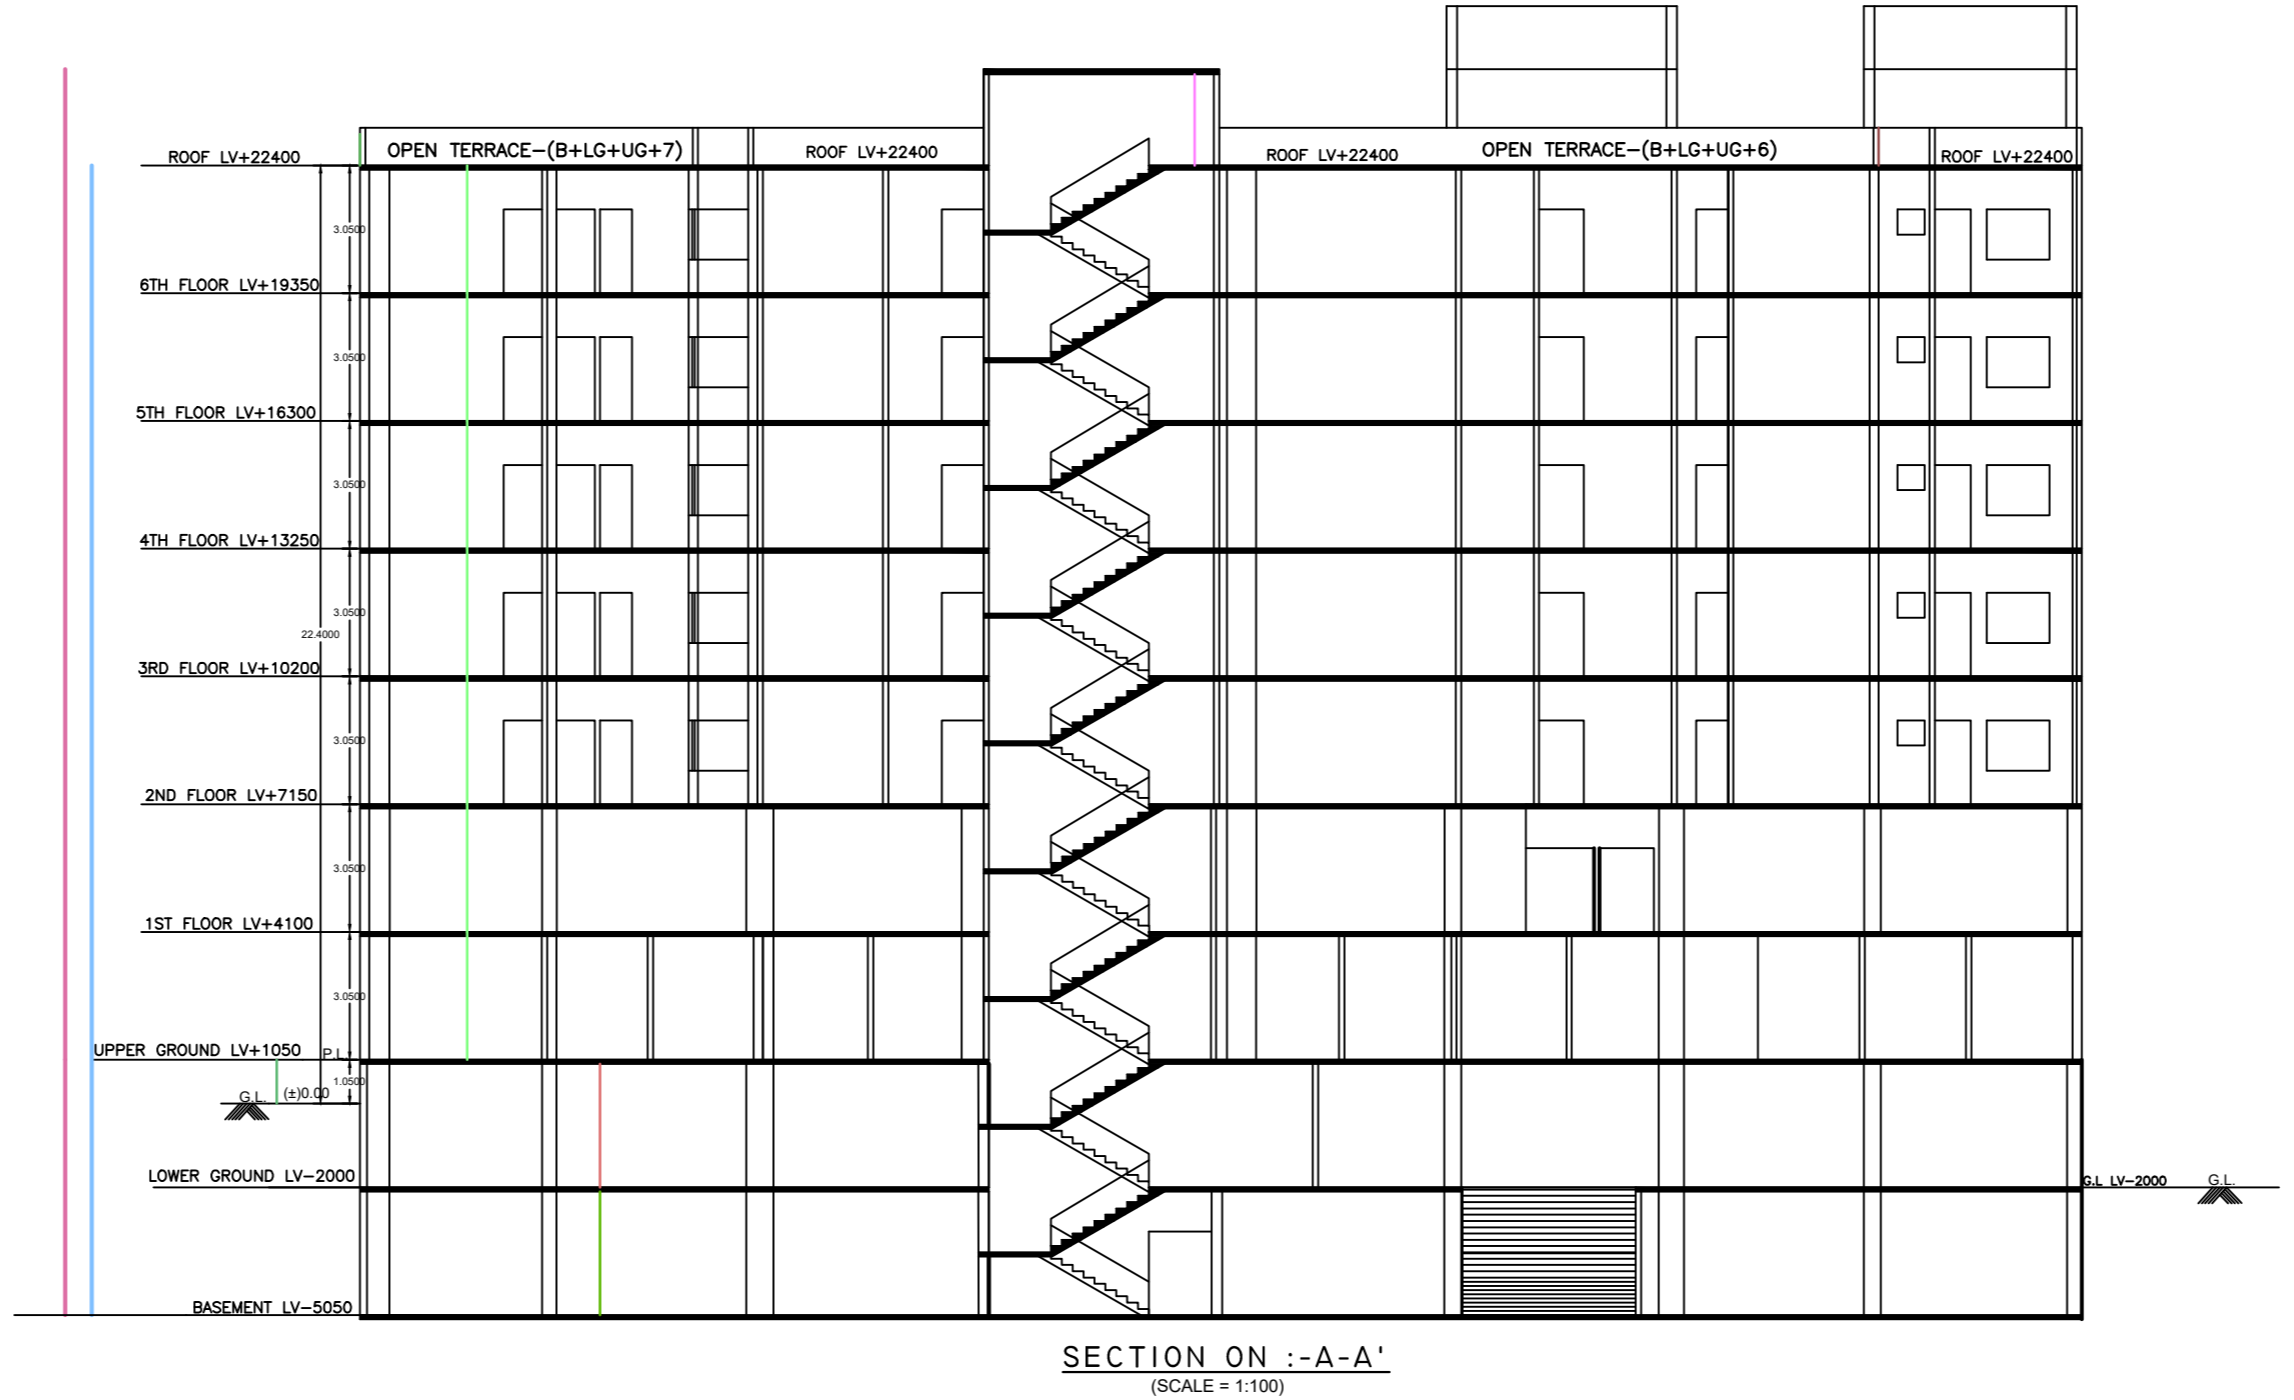 OPEN TERRACE-(B+LG+UG+7)
ROOF LV+22400
OPEN TERRACE-(B+LG+UG+6)
ROOF LV+22400
ROOF LV+22400
ROOF LV+22400
3.0500
6TH FLOOR LV+19350
3.0500
5TH FLOOR LV+16300
3.0500
4TH FLOOR LV+13250
3.0500
22.4000
3RD FLOOR LV+10200
3.0500
2ND FLOOR LV+7150
3.0500
1ST FLOOR LV+4100
3.0500
UPPER GROUND LV+1050
P.L.
1.0500
G.L. (±)0.00
LOWER GROUND LV-2000
G.L LV-2000 G.L.
BASEMENT LV-5050
SECTION ON :-A-A'
(SCALE = 1:100)